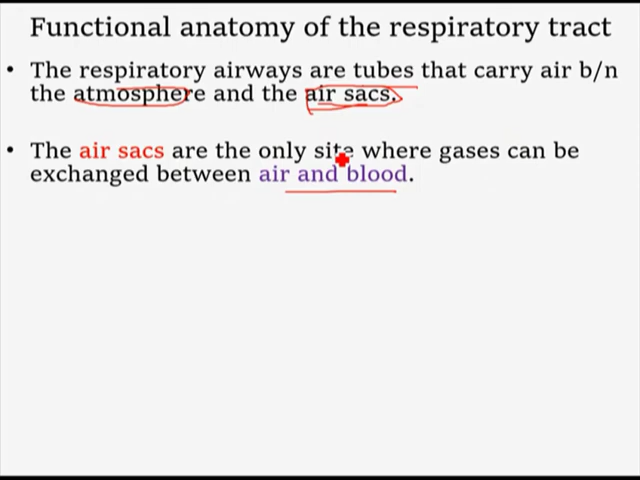 Functional anatomy of the respiratory tract
• The respiratory airways are tubes that carry air b/n
the atmosphere and the air sacs.
• The air sacs are the only site where gases can be
exchanged between air and blood.